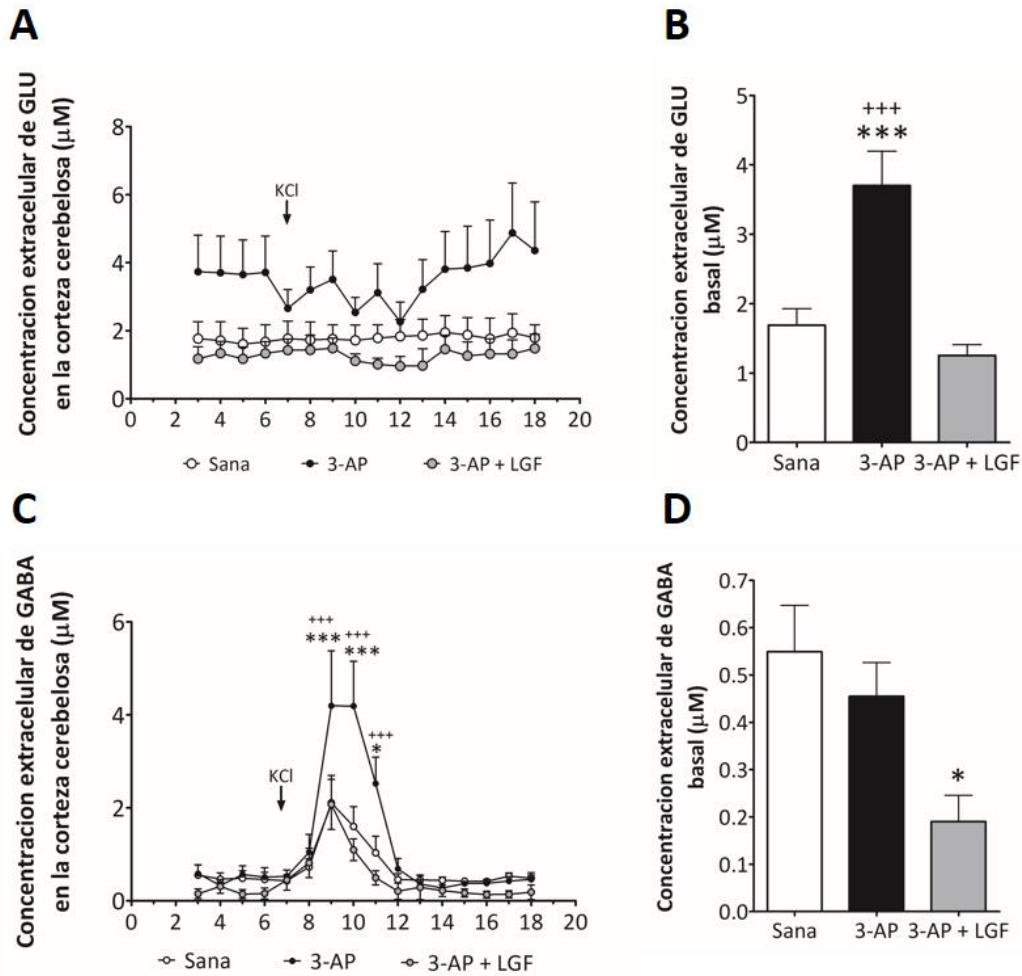 A
Concentracion extracelular de GLU
en la corteza cerebelosa (µM)
8
6
4
2
0
KCl
0 2 4 6 8 10 12 14 16 18 20
Sana 3-AP 3-AP + LGF
B
Concentracion extracelular de GLU
basal (µM)
5
4
3
2
1
0
+++
***
Sana 3-AP 3-AP + LGF
C
Concentracion extracelular de GABA
en la corteza cerebelosa (µM)
6
4
2
0
KCl
+++ +++
*** ***
+++
*
0 2 4 6 8 10 12 14 16 18 20
Sana 3-AP 3-AP + LGF
D
Concentracion extracelular de GABA
basal (µM)
0.7
0.6
0.5
0.4
0.3
0.2
0.1
0.0
*
Sana 3-AP 3-AP + LGF